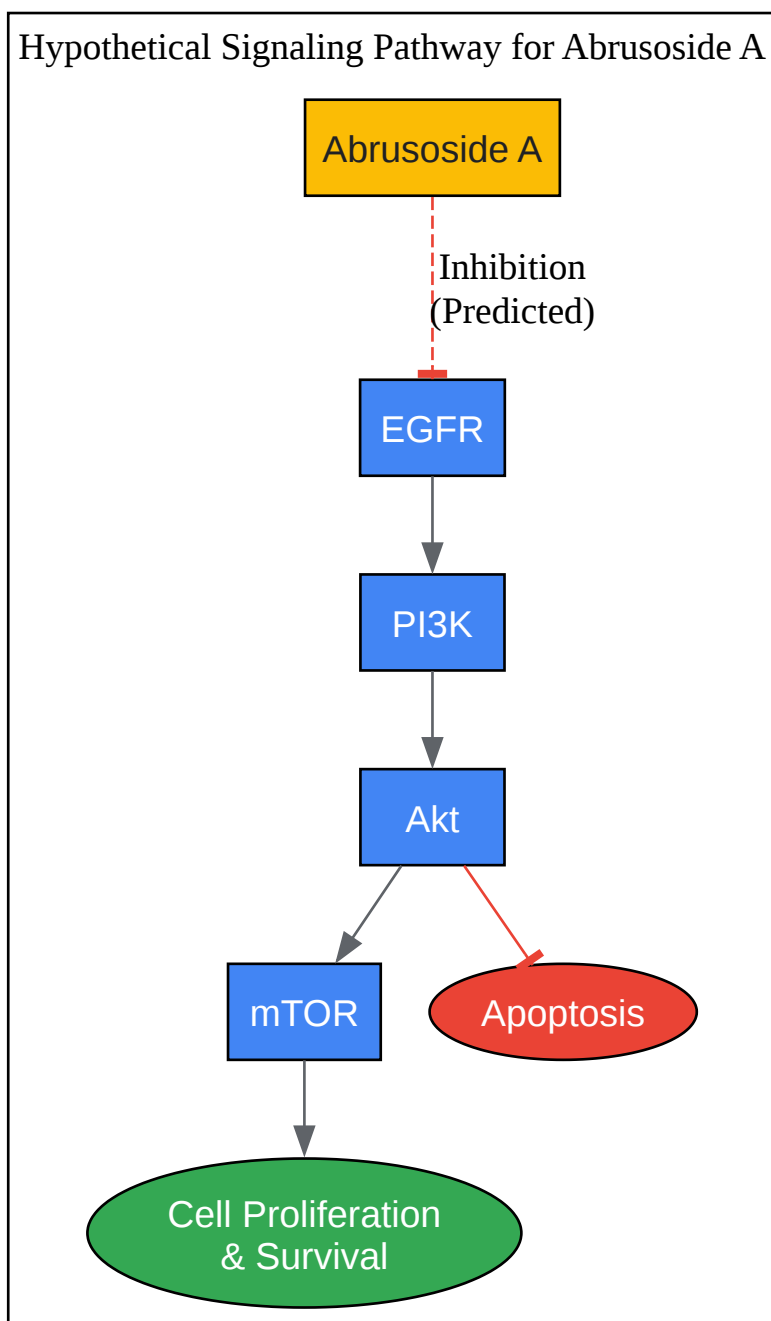 Hypothetical Signaling Pathway for Abrusoside A
Abrusoside A
Inhibition
(Predicted)
EGFR
PI3K
Akt
mTOR
Apoptosis
Cell Proliferation
& Survival